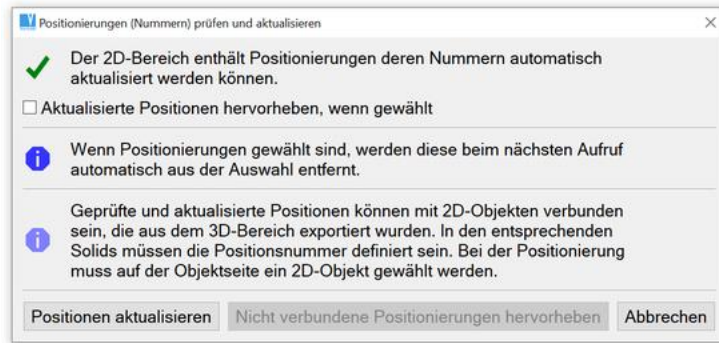 Positionierungen (Nummern) prüfen und aktualisieren
Der 2D-Bereich enthält Positionierungen deren Nummern automatisch
aktualisiert werden können.
Aktualisierte Positionen hervorheben, wenn gewählt
Wenn Positionierungen gewählt sind, werden diese beim nächsten Aufruf
automatisch aus der Auswahl entfernt.
Geprüfte und aktualisierte Positionen können mit 2D-Objekten verbunden
sein, die aus dem 3D-Bereich exportiert wurden. In den entsprechenden
Solids müssen die Positionsnummer definiert sein. Bei der Positionierung
muss auf der Objektseite ein 2D-Objekt gewählt werden.
Positionen aktualisieren Nicht verbundene Positionierungen hervorheben Abbrechen